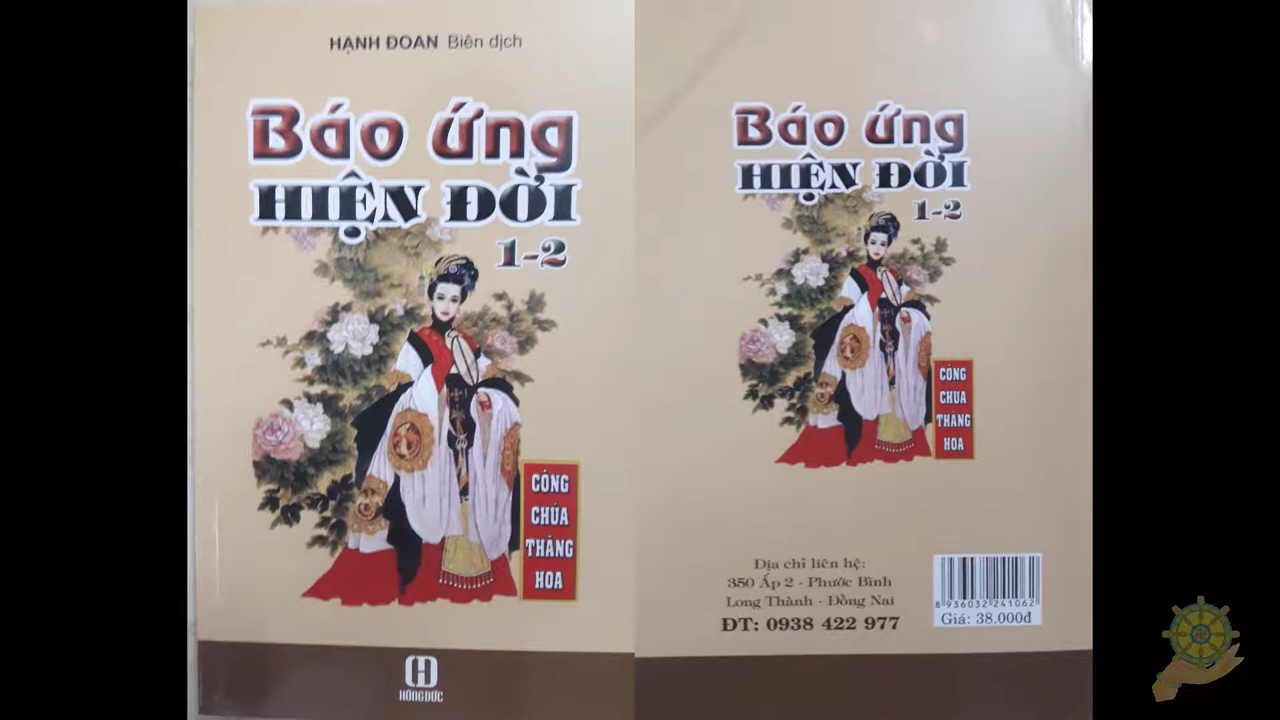 HẠNH ĐOAN Biên dịch
Báo ứng
HIỆN ĐỜI
1-2
CÔNG
CHÚA
THĂNG
HOA
HỒNG ĐỨC
Báo ứng
HIỆN ĐỜI
1-2
CÔNG
CHÚA
THĂNG
HOA
Địa chỉ liên hệ:
350 Ấp 2 - Phước Bình
Long Thành - Đồng Nai
ĐT: 0938 422 977
8 936032 241062
Giá: 38.000đ